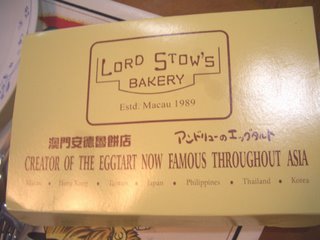 LORD STOW'S
BAKERY
Estd. Macau 1989
澳門安德魯餅店
アンドリューのエッグタルト
CREATOR OF THE EGGTART NOW FAMOUS THROUGHOUT ASIA
Macau • Hong Kong • Taiwan • Japan • Philippines • Thailand • Korea